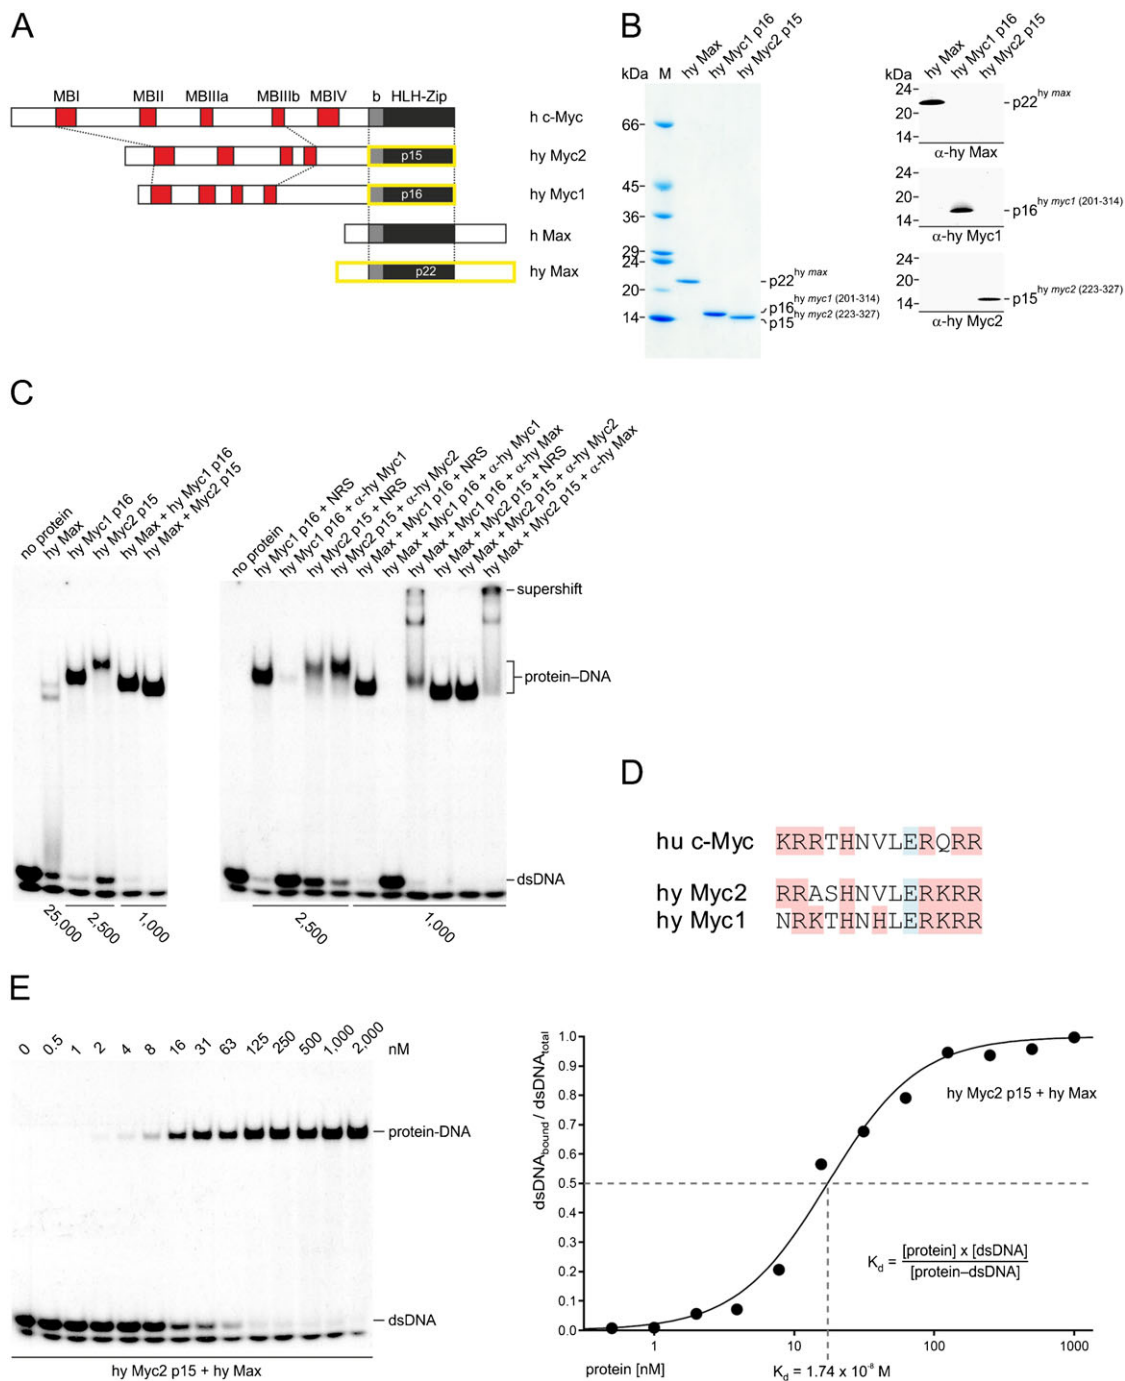 A
MBI MBII MBIIIa MBIIIb MBIV b HLH-Zip
h c-Myc
p15 hy Myc2
p16 hy Myc1
h Max
p22 hy Max
B
kDa M hy Max hy Myc1 p16 hy Myc2 p15
66
45
36
29
24
20
14
p22 hy max
p16 hy myc1 (201-314)
p15 hy myc2 (223-327)
kDa hy Max hy Myc1 p16 hy Myc2 p15
24
20
14
p22 hy max
α-hy Max
20
14
p16 hy myc1 (201-314)
α-hy Myc1
20
14
p15 hy myc2 (223-327)
α-hy Myc2
C
no protein
hy Max
hy Myc1 p16
hy Myc2 p15
hy Max + hy Myc1 p16
hy Max + Myc2 p15
25,000 2,500 1,000
no protein
hy Myc1 p16 + NRS
hy Myc1 p16 + α-hy Myc1
hy Myc2 p15 + NRS
hy Myc2 p15 + α-hy Myc2
hy Max + Myc1 p16 + NRS
hy Max + Myc1 p16 + α-hy Myc1
hy Max + Myc1 p16 + α-hy Max
hy Max + Myc2 p15 + NRS
hy Max + Myc2 p15 + α-hy Myc2
hy Max + Myc2 p15 + α-hy Max
supershift
protein–DNA
dsDNA
2,500 1,000
D
hu c-Myc KRRTHNVLERQRR
hy Myc2 RRASHNVLERKRR
hy Myc1 NRKTHNHLERKRR
E
0 0.5 1 2 4 8 16 31 63 125 250 500 1,000 2,000 nM
protein-DNA
dsDNA
hy Myc2 p15 + hy Max
dsDNAbound / dsDNAtotal
1.0
0.9
0.8
0.7
0.6
0.5
0.4
0.3
0.2
0.1
0.0
hy Myc2 p15 + hy Max
Kd = [protein] x [dsDNA]
[protein–dsDNA]
1 10 100 1000
protein [nM] Kd = 1.74 x 10⁻⁸ M